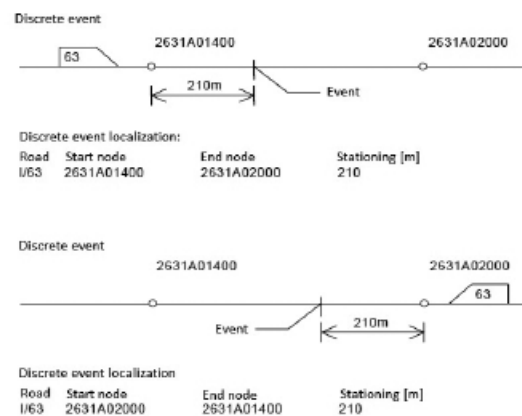 Discrete event
2631A01400 2631A02000
63
210m
Event
Discrete event localization:
Road Start node End node Stationing [m]
I/63 2631A01400 2631A02000 210
Discrete event
2631A01400 2631A02000
63
Event 210m
Discrete event localization
Road Start node End node Stationing [m]
I/63 2631A02000 2631A01400 210